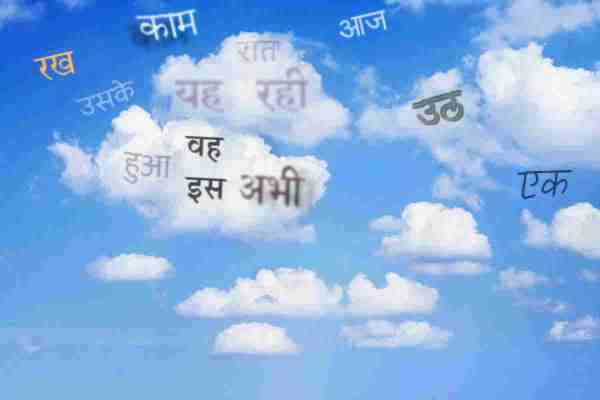 काम
आज
रात
रख
उसके
यह रही
उठ
वह
हुआ
इस अभी
एक